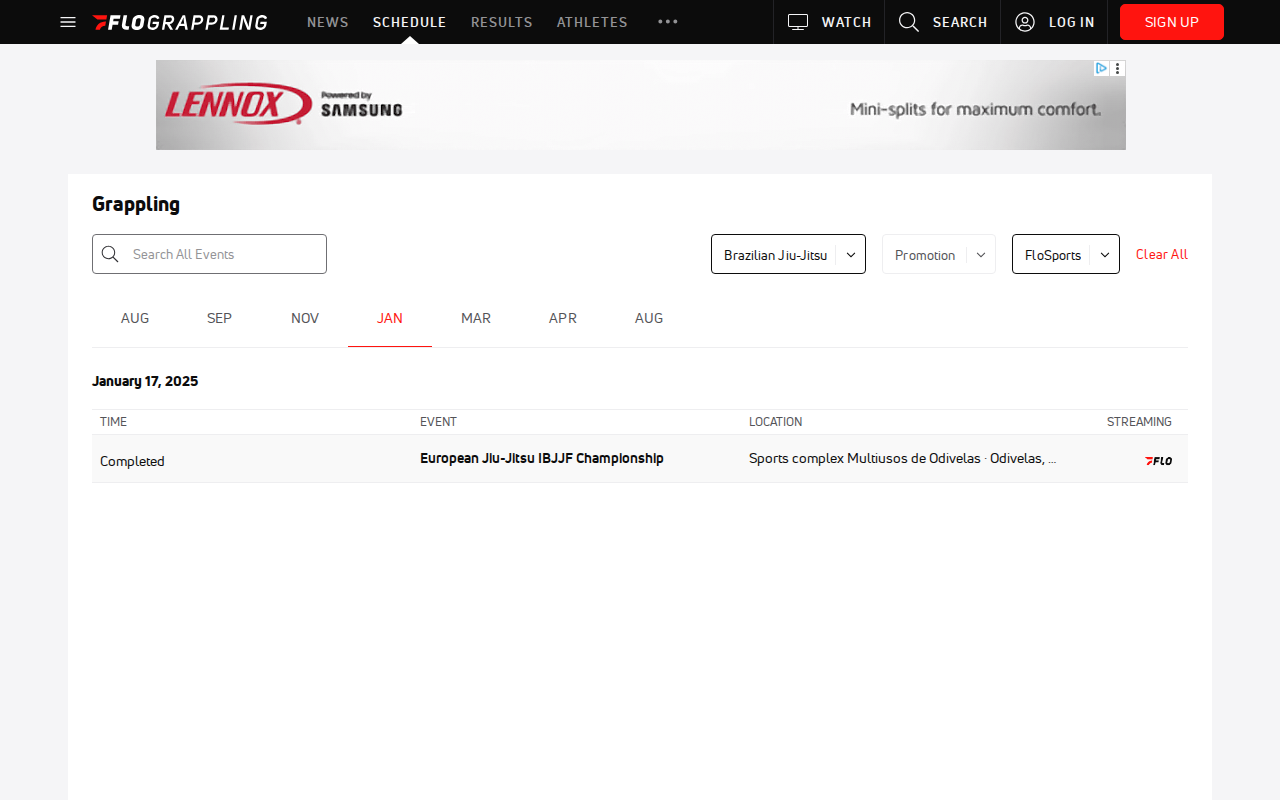 FLOGRAPPLING NEWS SCHEDULE RESULTS ATHLETES WATCH SEARCH LOG IN SIGN UP
LENNOX Powered by SAMSUNG Mini-splits for maximum comfort.
Grappling
Search All Events Brazilian Jiu-Jitsu Promotion FloSports Clear All
AUG SEP NOV JAN MAR APR AUG
January 17, 2025
TIME EVENT LOCATION STREAMING
Completed European Jiu-Jitsu IBJJF Championship Sports complex Multiusos de Odivelas · Odivelas, ... FLO